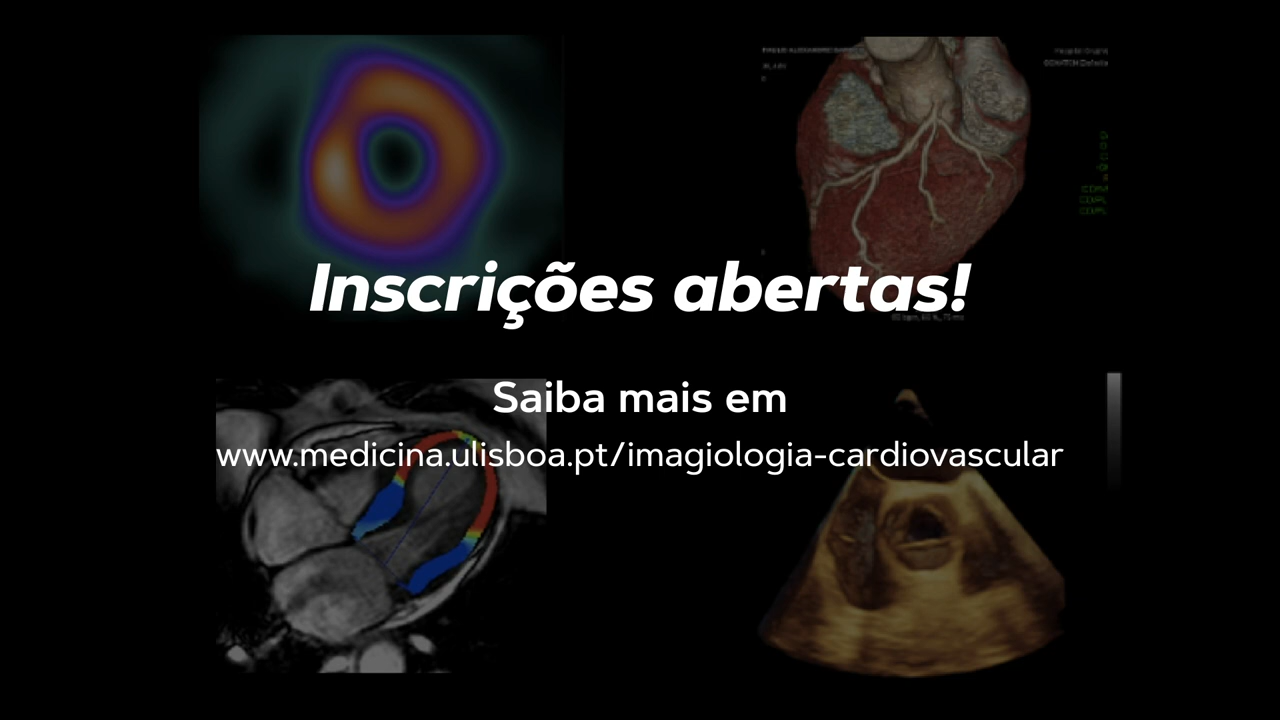 Inscrições abertas!
Saiba mais em
www.medicina.ulisboa.pt/imagiologia-cardiovascular